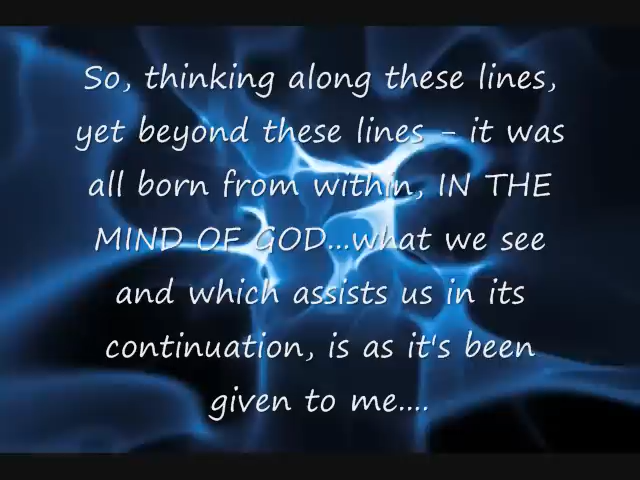 So, thinking along these lines,
yet beyond these lines - it was
all born from within, IN THE
MIND OF GOD...what we see
and which assists us in its
continuation, is as it's been
given to me....